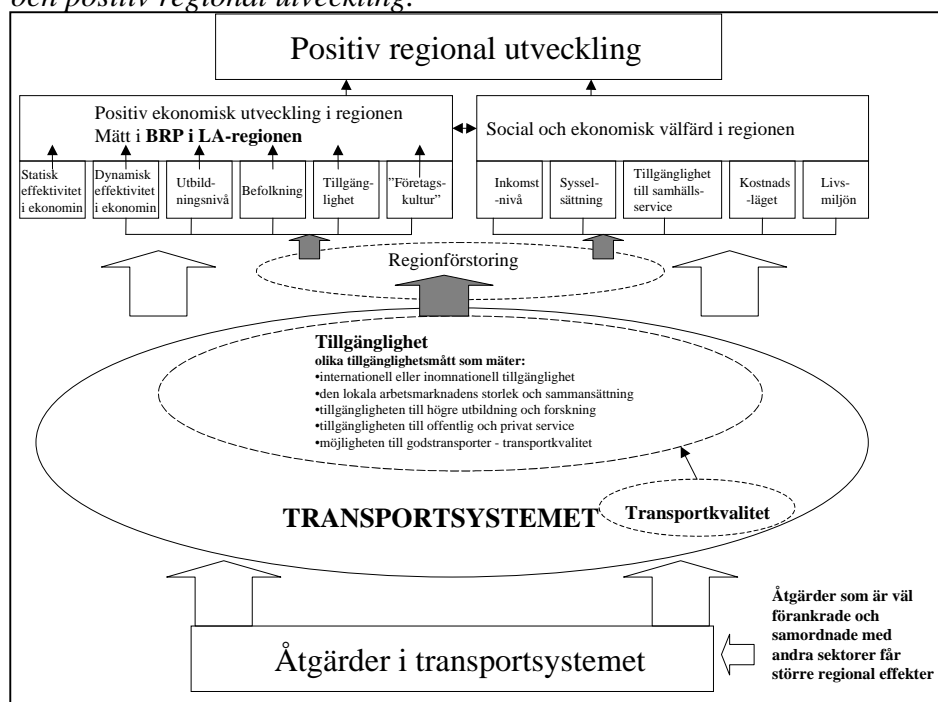 och positiv regional utveckling.
Positiv regional utveckling
Positiv ekonomisk utveckling i regionen
Mätt i BRP i LA-regionen
Social och ekonomisk välfärd i regionen
Statisk
effektivitet
i ekonomin
Dynamisk
effektivitet
i ekonomin
Utbild-
ningsnivå
Befolkning
Tillgäng-
lighet
”Företags-
kultur”
Inkomst
-nivå
Syssel-
sättning
Tillgänglighet
till samhälls-
service
Kostnads
-läget
Livs-
miljön
Regionförstoring
Tillgänglighet
olika tillgänglighetsmått som mäter:
•internationell eller inomnationell tillgänglighet
•den lokala arbetsmarknadens storlek och sammansättning
•tillgängligheten till högre utbildning och forskning
•tillgängligheten till offentlig och privat service
•möjligheten till godstransporter - transportkvalitet
TRANSPORTSYSTEMET
Transportkvalitet
Åtgärder i transportsystemet
Åtgärder som är väl
förankrade och
samordnade med
andra sektorer får
större regional effekter